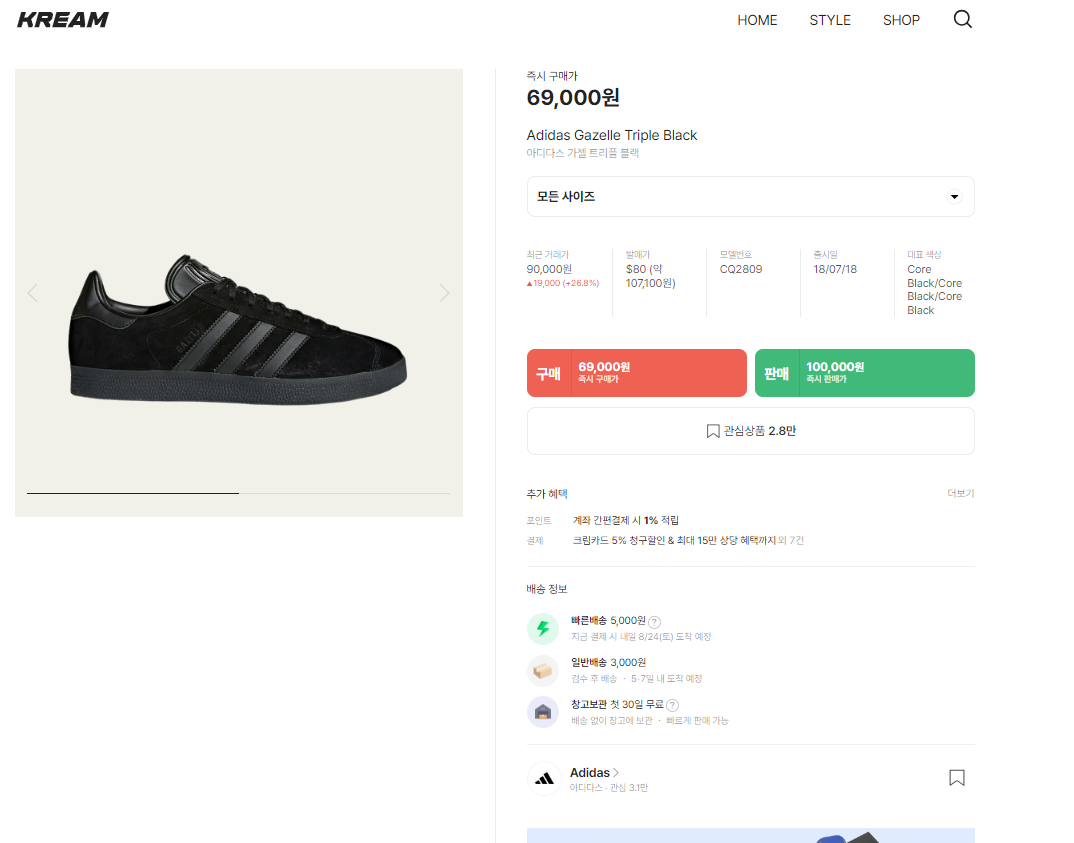 KREAM
HOME STYLE SHOP
즉시 구매가
69,000원
Adidas Gazelle Triple Black
아디다스 가젤 트리플 블랙
모든 사이즈
최근 거래가
90,000원
▲19,000 (+26.8%)
발매가
$80 (약
107,100원)
모델번호
CQ2809
출시일
18/07/18
대표 색상
Core
Black/Core
Black/Core
Black
구매
69,000원
즉시 구매가
판매
100,000원
즉시 판매가
관심상품 2.8만
추가 혜택 더보기
포인트 계좌 간편결제 시 1% 적립
결제 크림카드 5% 청구할인 & 최대 15만 상당 혜택까지 외 7건
배송 정보
빠른배송 5,000원 ?
지금 결제 시 내일 8/24(토) 도착 예정
일반배송 3,000원
검수 후 배송 ・ 5-7일 내 도착 예정
창고보관 첫 30일 무료 ?
배송 없이 창고에 보관 ・ 빠르게 판매 가능
Adidas
아디다스 · 관심 3.1만
GAZELLE